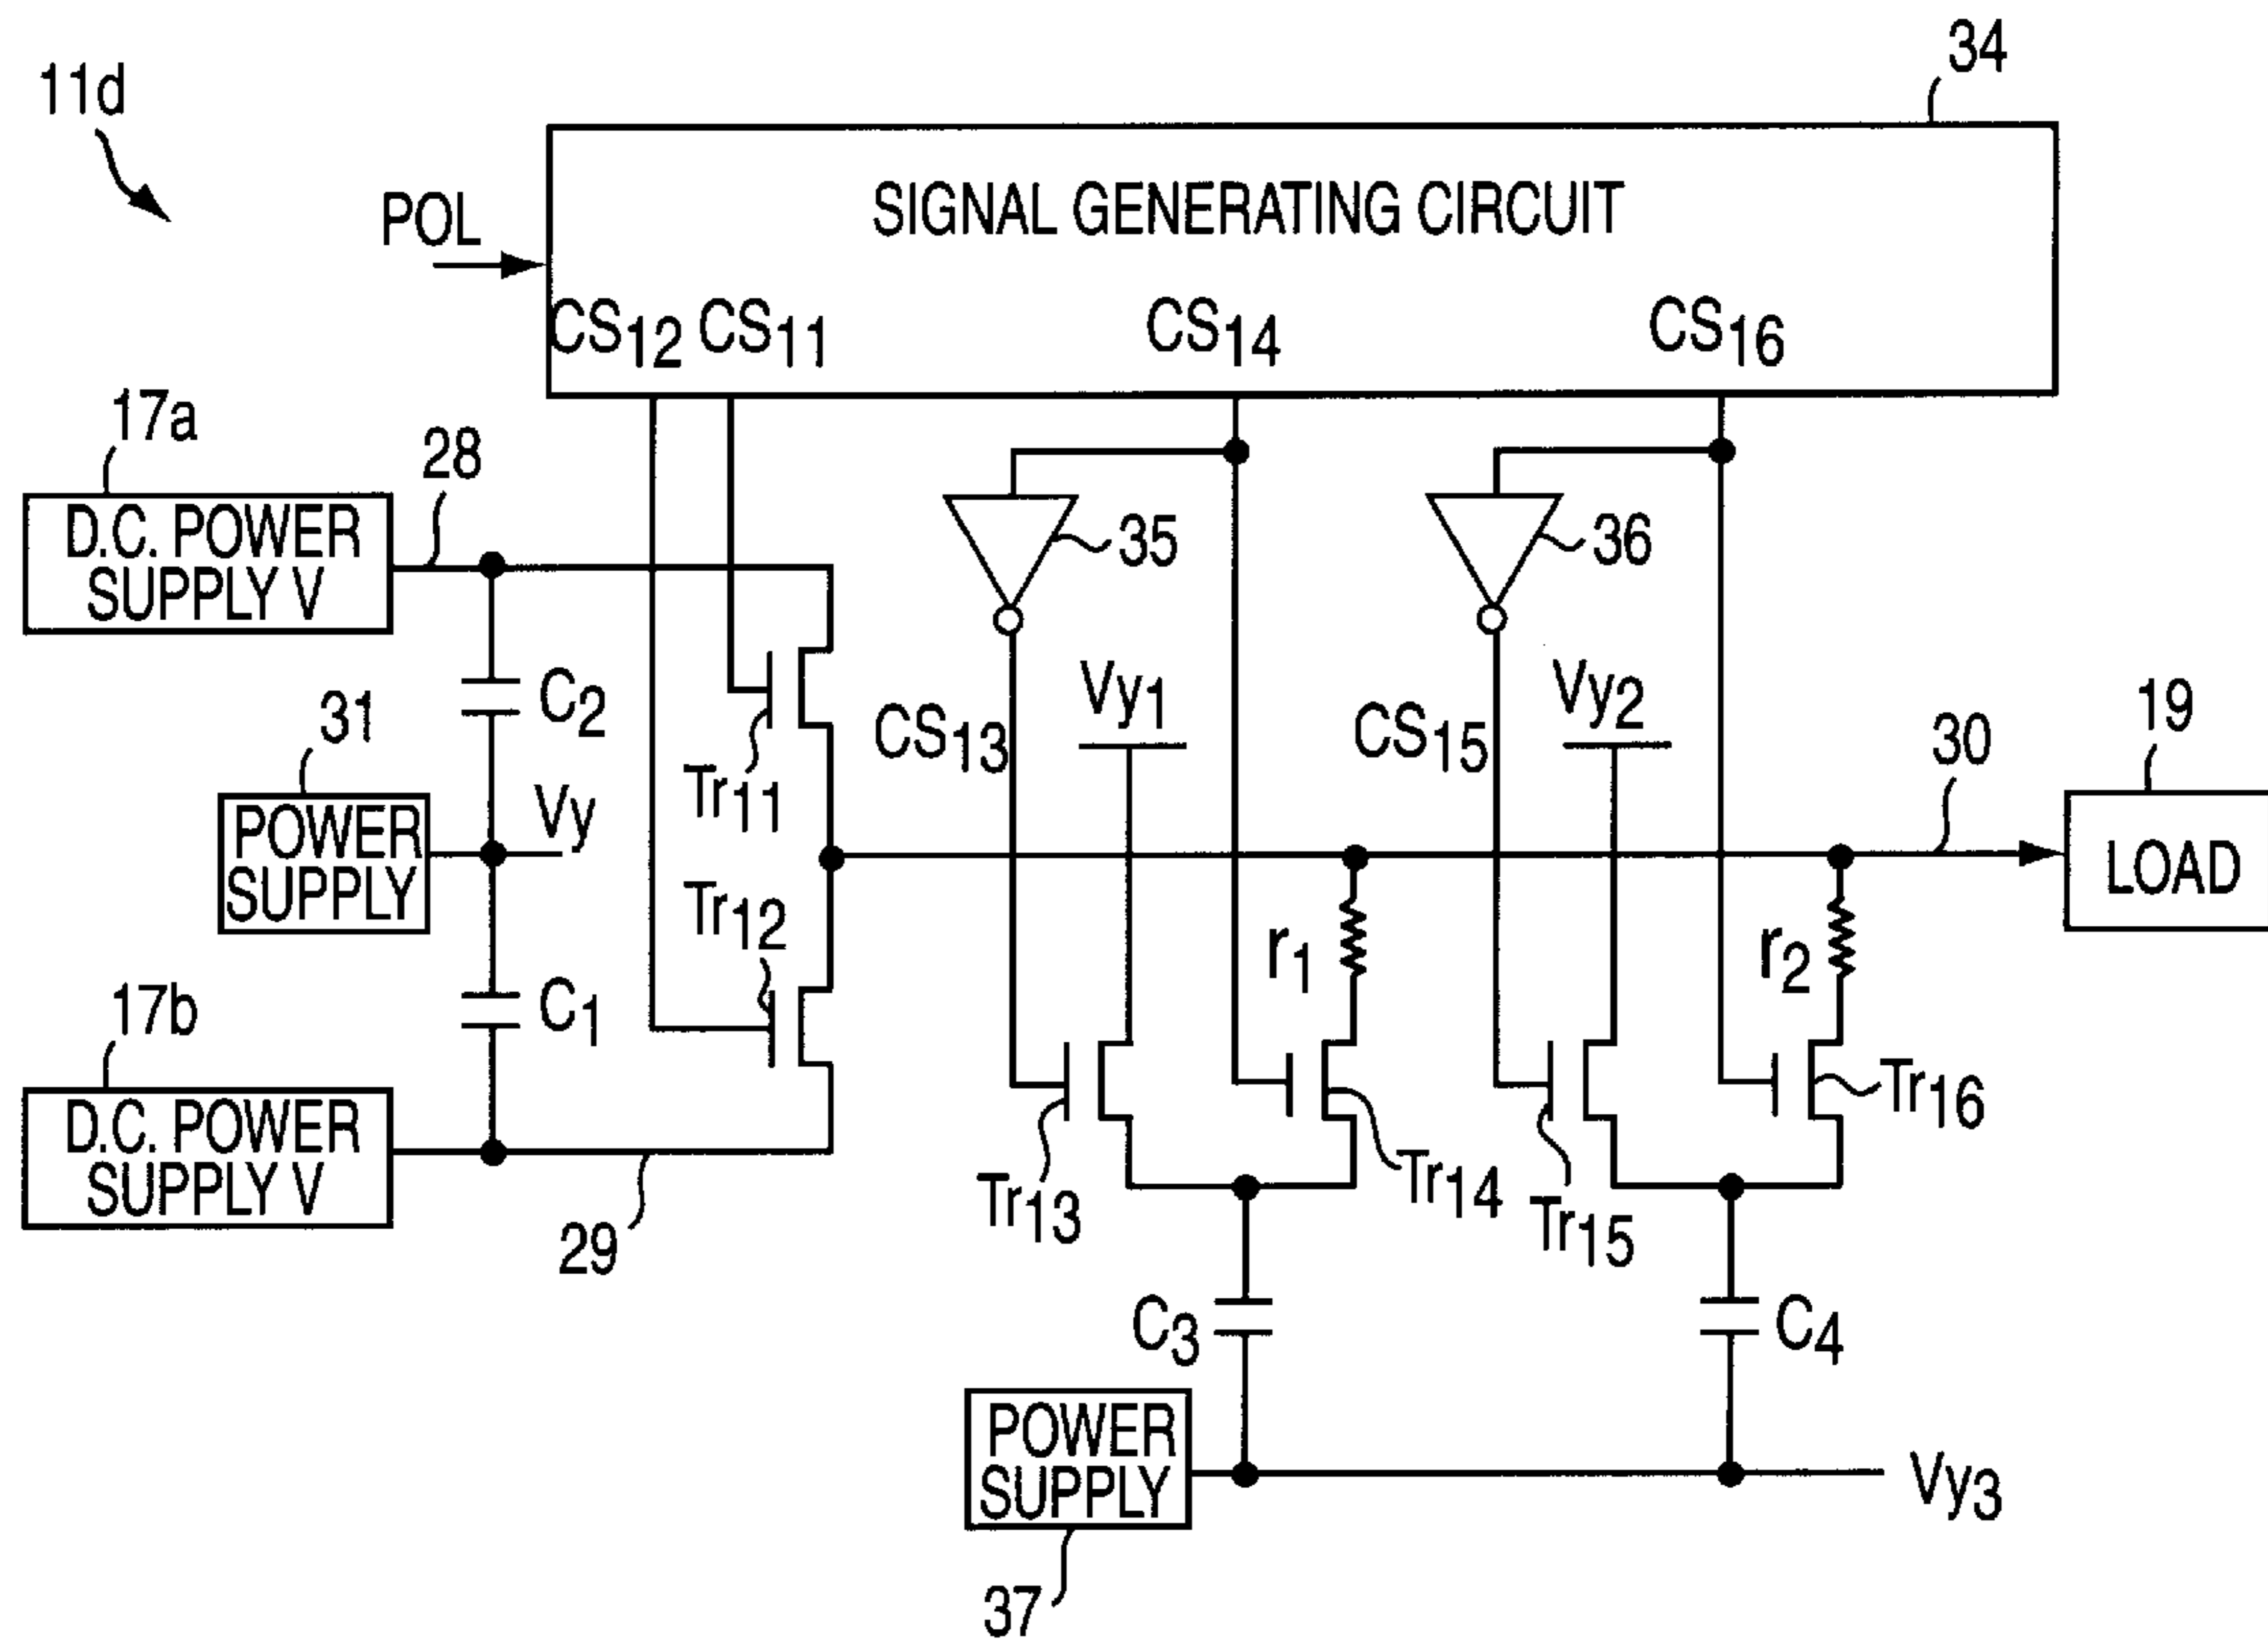 34
11d
SIGNAL GENERATING CIRCUIT
POL
CS12 CS11 CS14 CS16
17a
28
D.C. POWER
SUPPLY V
35
36
C2
Vy1
Vy2
CS13
CS15
31
Tr11
30
19
POWER
SUPPLY
Vy
LOAD
Tr12
r1
r2
17b
C1
D.C. POWER
SUPPLY V
Tr16
Tr13
Tr14
Tr15
29
C3
C4
POWER
SUPPLY
Vy3
37